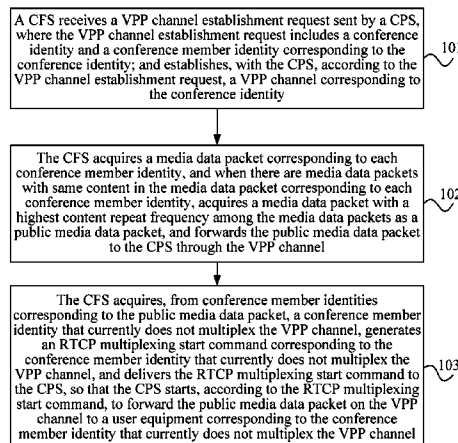 A CFS receives a VPP channel establishment request sent by a CPS,
where the VPP channel establishment request includes a conference
identity and a conference member identity corresponding to the
conference identity; and establishes, with the CPS, according to the
VPP channel establishment request, a VPP channel corresponding to
the conference identity
101
The CFS acquires a media data packet corresponding to each
conference member identity, and when there are media data packets
with same content in the media data packet corresponding to each
conference member identity, acquires a media data packet with a
highest content repeat frequency among the media data packets as a
public media data packet, and forwards the public media data packet
to the CPS through the VPP channel
102
The CFS acquires, from conference member identities
corresponding to the public media data packet, a conference member
identity that currently does not multiplex the VPP channel, generates
an RTCP multiplexing start command corresponding to the
conference member identity that currently does not multiplex the
VPP channel, and delivers the RTCP multiplexing start command to
the CPS, so that the CPS starts, according to the RTCP multiplexing
start command, to forward the public media data packet on the VPP
channel to a user equipment corresponding to the conference
member identity that currently does not multiplex the VPP channel
103